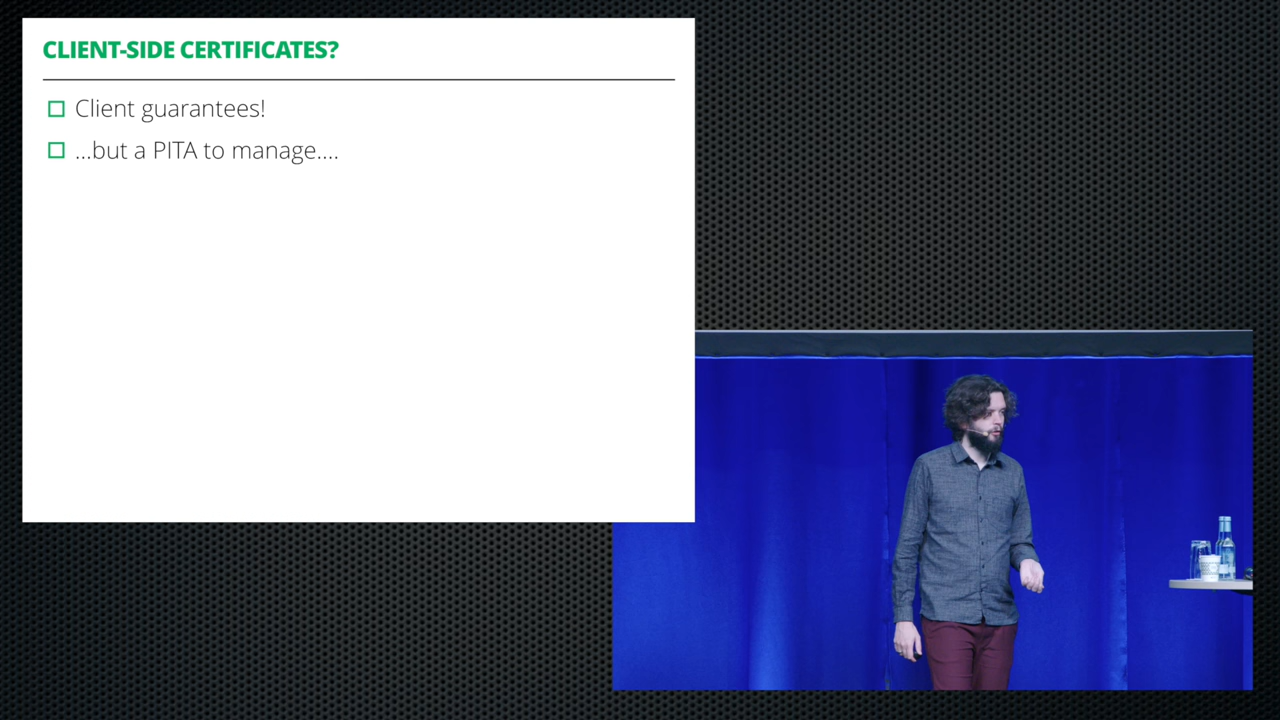 CLIENT-SIDE CERTIFICATES?
Client guarantees!
...but a PITA to manage....